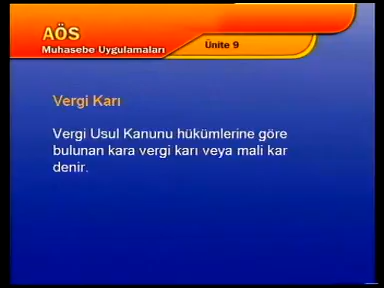 AÖS
Muhasebe Uygulamaları
Ünite 9
Vergi Karı
Vergi Usul Kanunu hükümlerine göre
bulunan kara vergi karı veya mali kar
denir.